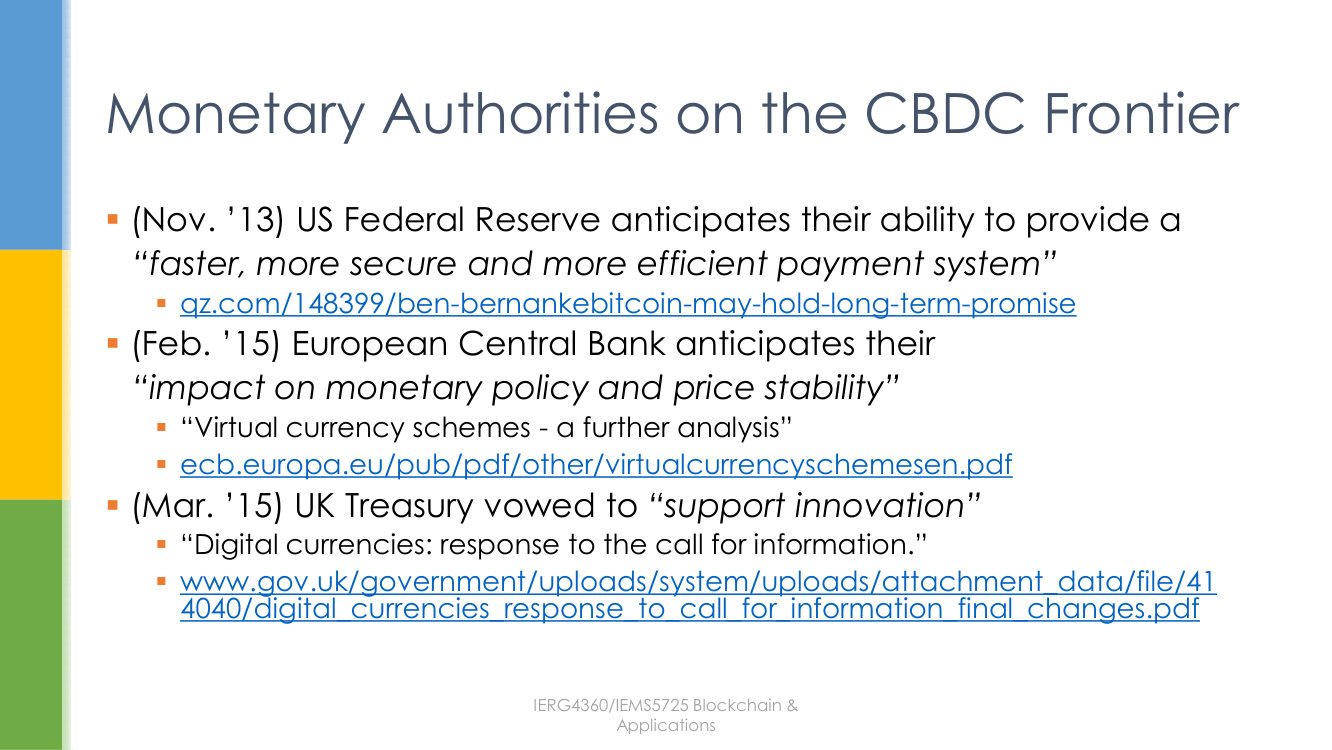 Monetary Authorities on the CBDC Frontier
▪ (Nov. ’13) US Federal Reserve anticipates their ability to provide a
“faster, more secure and more efficient payment system”
▪ qz.com/148399/ben-bernankebitcoin-may-hold-long-term-promise
▪ (Feb. ’15) European Central Bank anticipates their
“impact on monetary policy and price stability”
▪ “Virtual currency schemes - a further analysis”
▪ ecb.europa.eu/pub/pdf/other/virtualcurrencyschemesen.pdf
▪ (Mar. ’15) UK Treasury vowed to “support innovation”
▪ “Digital currencies: response to the call for information.”
▪ www.gov.uk/government/uploads/system/uploads/attachment_data/file/41
4040/digital_currencies_response_to_call_for_information_final_changes.pdf
IERG4360/IEMS5725 Blockchain &
Applications